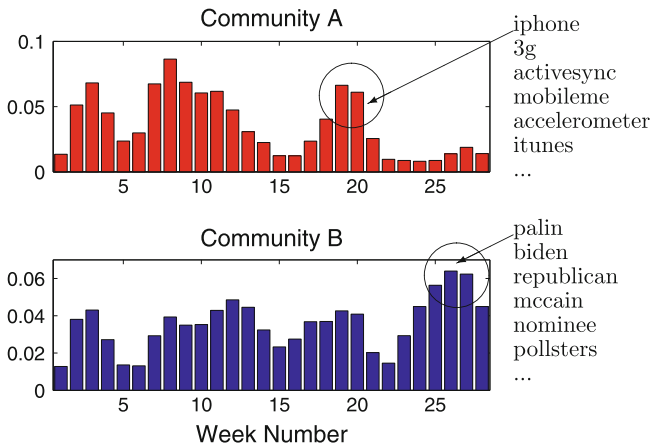 Community A
0.1
0.05
0
5 10 15 20 25
iphone
3g
activesync
mobileme
accelerometer
itunes
...
Community B
0.06
0.04
0.02
0
5 10 15 20 25
Week Number
palin
biden
republican
mccain
nominee
pollsters
...